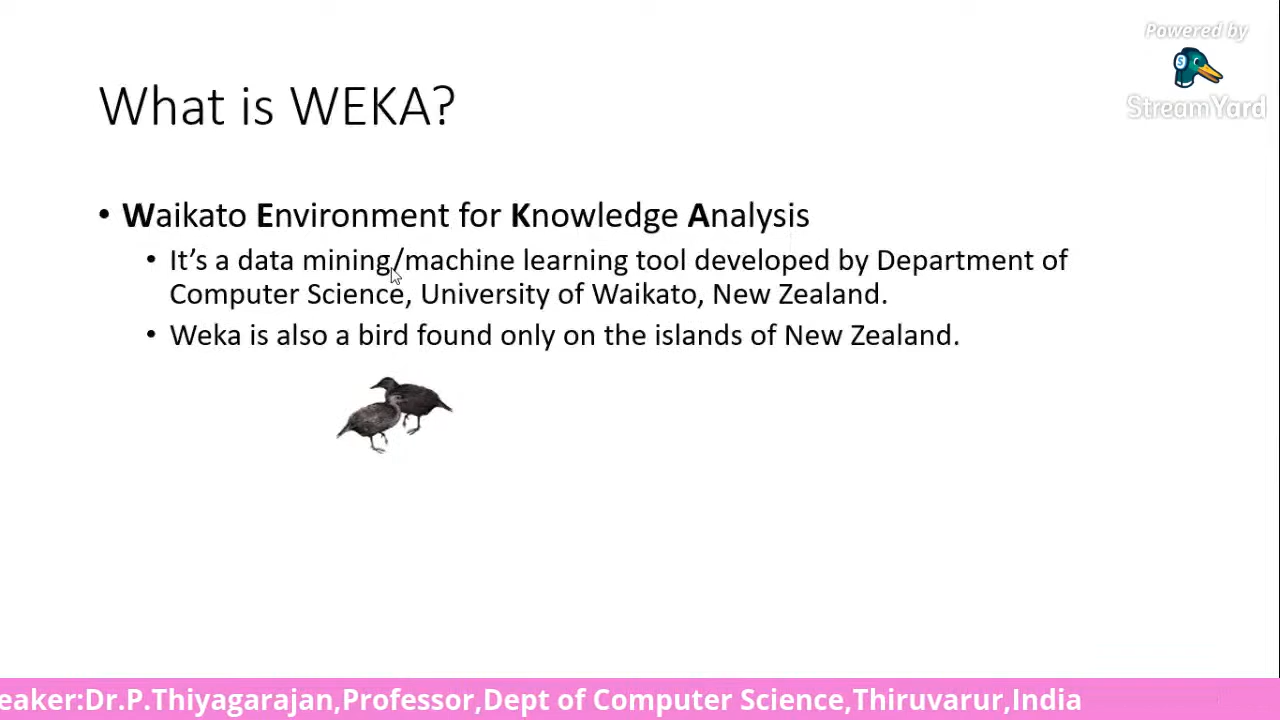 Powered by
StreamYard
What is WEKA?
• Waikato Environment for Knowledge Analysis
• It's a data mining/machine learning tool developed by Department of
Computer Science, University of Waikato, New Zealand.
• Weka is also a bird found only on the islands of New Zealand.
eaker:Dr.P.Thiyagarajan,Professor,Dept of Computer Science,Thiruvarur,India